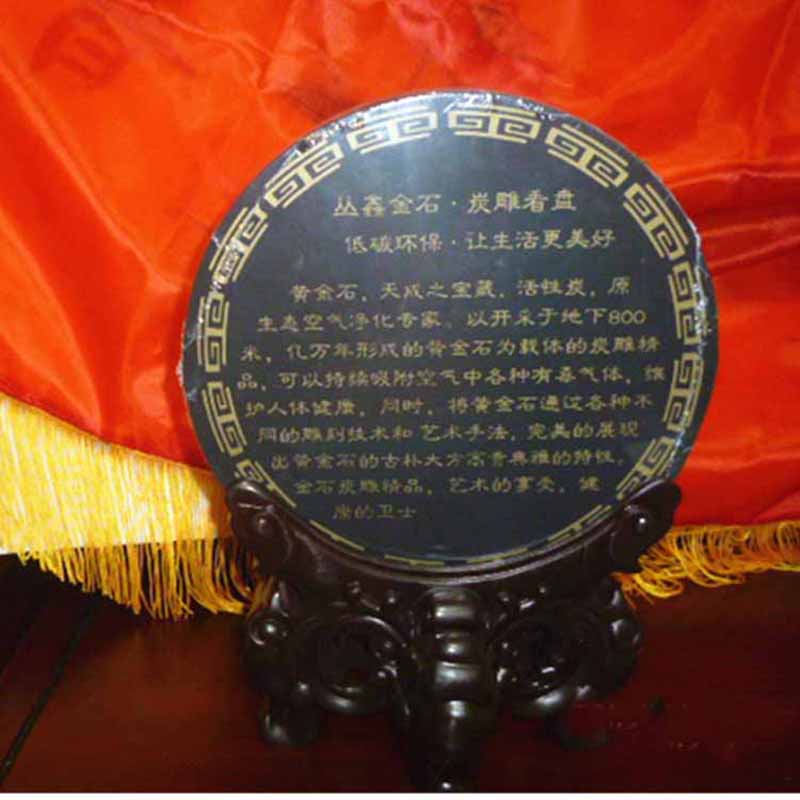 丛鑫金石·炭雕看盘
低碳环保·让生活更美好
黄金石，天成之宝藏，活性炭，原
生态空气净化专家。以开采于地下800
米，亿万年形成的黄金石为载体的炭雕精
品，可以持续吸附空气中各种有毒气体，维
护人体健康，同时，将黄金石通过各种不
同的雕刻技术和艺术手法，完美的展现
出黄金石的古朴大方高贵典雅的特性。
金石炭雕精品，艺术的享受，健
康的卫士